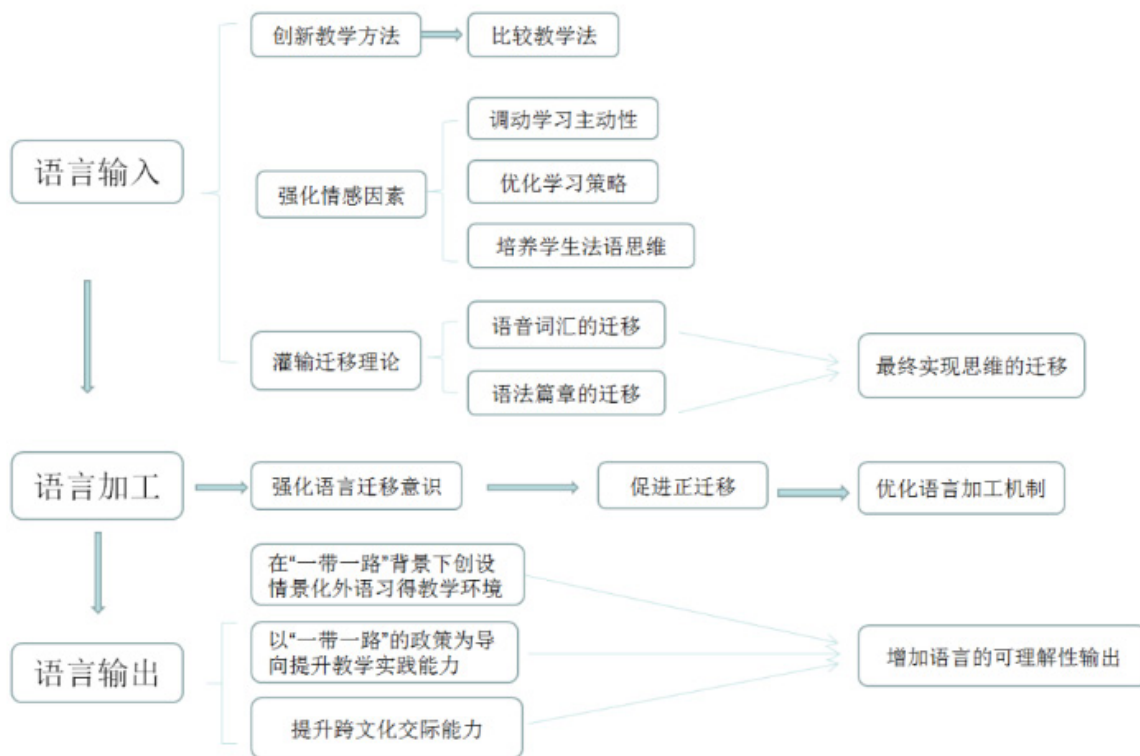 创新教学方法
比较教学法
语言输入
强化情感因素
调动学习主动性
优化学习策略
培养学生法语思维
灌输迁移理论
语音词汇的迁移
语法篇章的迁移
最终实现思维的迁移
语言加工
强化语言迁移意识
促进正迁移
优化语言加工机制
语言输出
在“一带一路”背景下创设
情景化外语习得教学环境
以“一带一路”的政策为导
向提升教学实践能力
提升跨文化交际能力
增加语言的可理解性输出